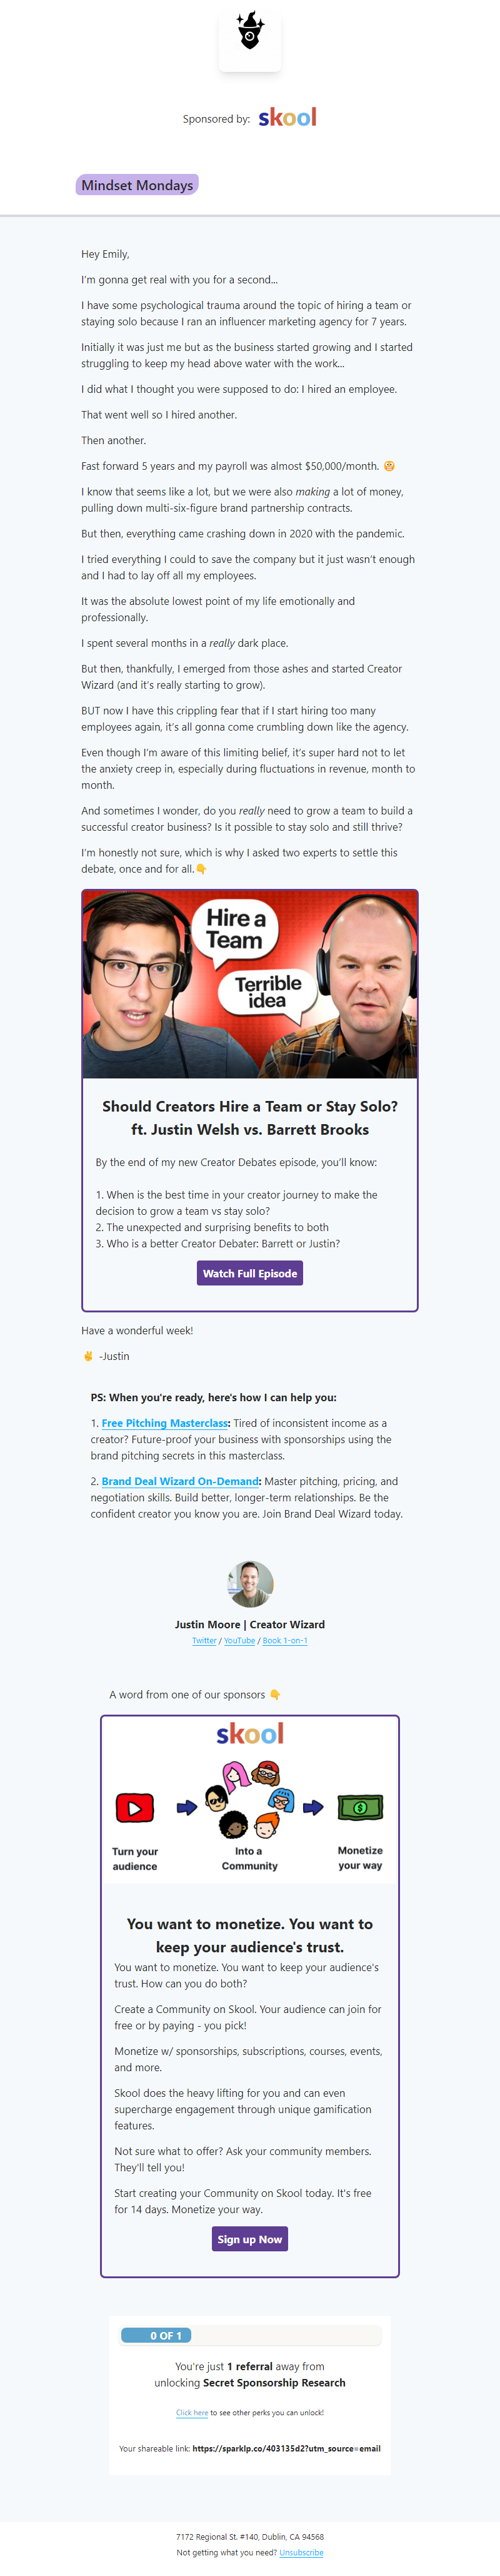 Sponsored by: skool
Mindset Mondays
Hey Emily,
I'm gonna get real with you for a second...
I have some psychological trauma around the topic of hiring a team or
staying solo because I ran an influencer marketing agency for 7 years.
Initially it was just me but as the business started growing and I started
struggling to keep my head above water with the work...
I did what I thought you were supposed to do: I hired an employee.
That went well so I hired another.
Then another.
Fast forward 5 years and my payroll was almost $50,000/month. 😳
I know that seems like a lot, but we were also making a lot of money,
pulling down multi-six-figure brand partnership contracts.
But then, everything came crashing down in 2020 with the pandemic.
I tried everything I could to save the company but it just wasn't enough
and I had to lay off all my employees.
It was the absolute lowest point of my life emotionally and
professionally.
I spent several months in a really dark place.
But then, thankfully, I emerged from those ashes and started Creator
Wizard (and it's really starting to grow).
BUT now I have this crippling fear that if I start hiring too many
employees again, it's all gonna come crumbling down like the agency.
Even though I'm aware of this limiting belief, it's super hard not to let
the anxiety creep in, especially during fluctuations in revenue, month to
month.
And sometimes I wonder, do you really need to grow a team to build a
successful creator business? Is it possible to stay solo and still thrive?
I'm honestly not sure, which is why I asked two experts to settle this
debate, once and for all.👇
Hire a
Team
Terrible
idea
Should Creators Hire a Team or Stay Solo?
ft. Justin Welsh vs. Barrett Brooks
By the end of my new Creator Debates episode, you'll know:
1. When is the best time in your creator journey to make the
decision to grow a team vs stay solo?
2. The unexpected and surprising benefits to both
3. Who is a better Creator Debater: Barrett or Justin?
Watch Full Episode
Have a wonderful week!
✌️ -Justin
PS: When you're ready, here's how I can help you:
1. Free Pitching Masterclass: Tired of inconsistent income as a
creator? Future-proof your business with sponsorships using the
brand pitching secrets in this masterclass.
2. Brand Deal Wizard On-Demand: Master pitching, pricing, and
negotiation skills. Build better, longer-term relationships. Be the
confident creator you know you are. Join Brand Deal Wizard today.
Justin Moore | Creator Wizard
Twitter / YouTube / Book 1-on-1
A word from one of our sponsors 👇
skool
Turn your
audience
Into a
Community
Monetize
your way
You want to monetize. You want to
keep your audience's trust.
You want to monetize. You want to keep your audience's
trust. How can you do both?
Create a Community on Skool. Your audience can join for
free or by paying - you pick!
Monetize w/ sponsorships, subscriptions, courses, events,
and more.
Skool does the heavy lifting for you and can even
supercharge engagement through unique gamification
features.
Not sure what to offer? Ask your community members.
They'll tell you!
Start creating your Community on Skool today. It's free
for 14 days. Monetize your way.
Sign up Now
0 OF 1
You're just 1 referral away from
unlocking Secret Sponsorship Research
Click here to see other perks you can unlock!
Your shareable link: https://sparklp.co/403135d2?utm_source=email
7172 Regional St. #140, Dublin, CA 94568
Not getting what you need? Unsubscribe